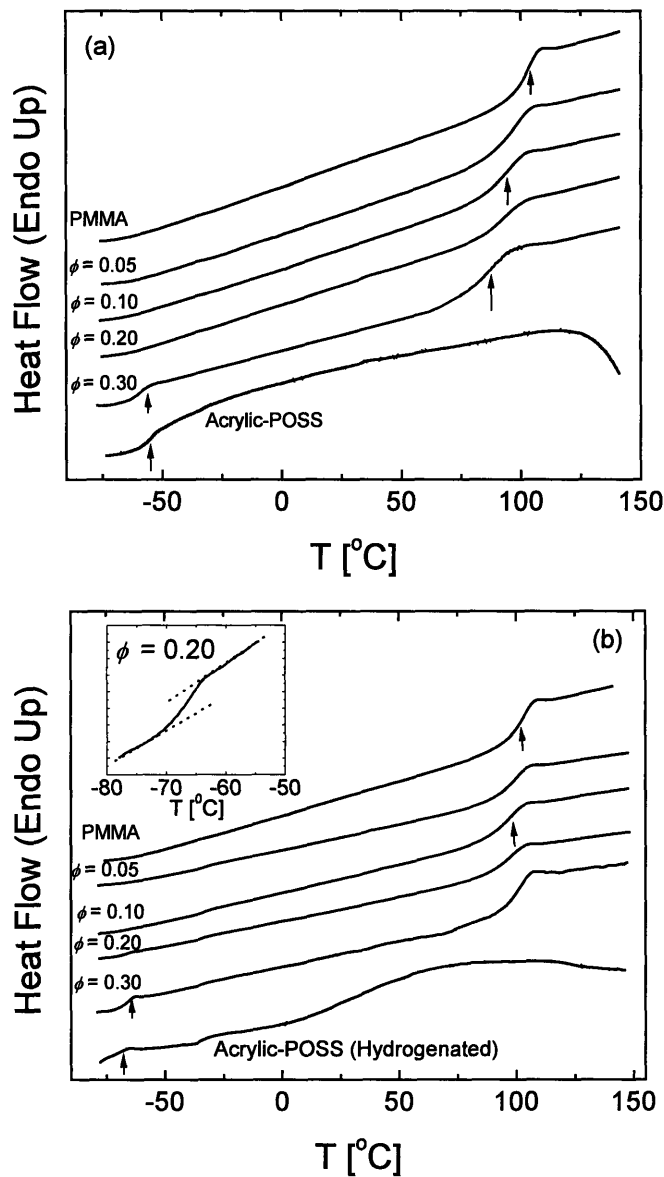 (a)
Heat Flow (Endo Up)
PMMA
ϕ = 0.05
ϕ = 0.10
ϕ = 0.20
ϕ = 0.30
Acrylic-POSS
-50 0 50 100 150
T [°C]
(b)
ϕ = 0.20
-80 -70 -60 -50
T [°C]
Heat Flow (Endo Up)
PMMA
ϕ = 0.05
ϕ = 0.10
ϕ = 0.20
ϕ = 0.30
Acrylic-POSS (Hydrogenated)
-50 0 50 100 150
T [°C]